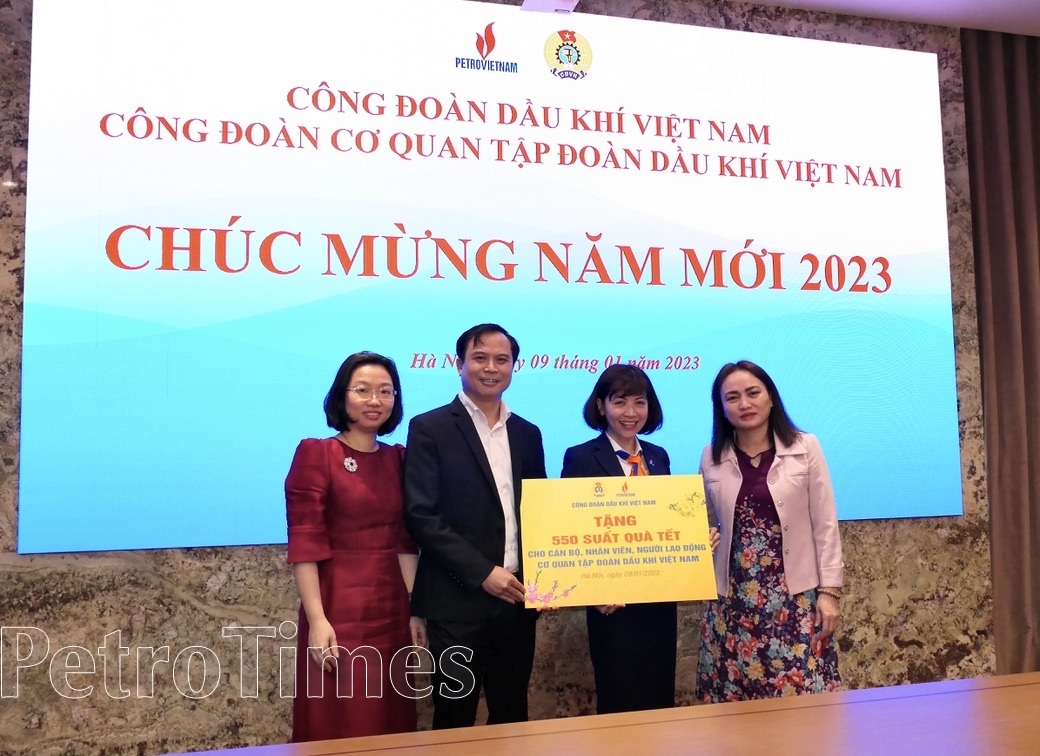 PETROVIETNAM
CĐVN
CÔNG ĐOÀN DẦU KHÍ VIỆT NAM
CÔNG ĐOÀN CƠ QUAN TẬP ĐOÀN DẦU KHÍ VIỆT NAM
CHÚC MỪNG NĂM MỚI 2023
Hà N y 09 tháng 01 năm 2023
CÔNG ĐOÀN DẦU KHÍ VIỆT NAM
TẶNG
550 SUẤT QUÀ TẾT
CHO CÁN BỘ, NHÂN VIÊN, NGƯỜI LAO ĐỘNG
CƠ QUAN TẬP ĐOÀN DẦU KHÍ VIỆT NAM
Hà Nội, ngày 09/01/2023
PetroTimes